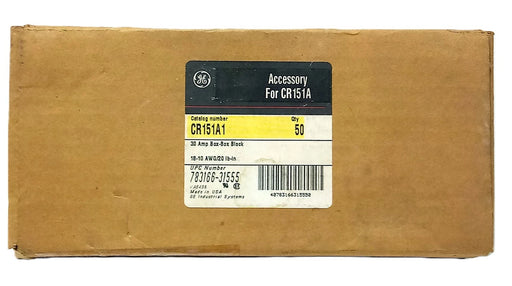 GE
Accessory
For CR151A
Catalog number Qty
CR151A1 50
30 Amp Box-Box Block
18-10 AWG/20 lb-in
UPC Number
783166-31555
Made in USA
GE Industrial Systems